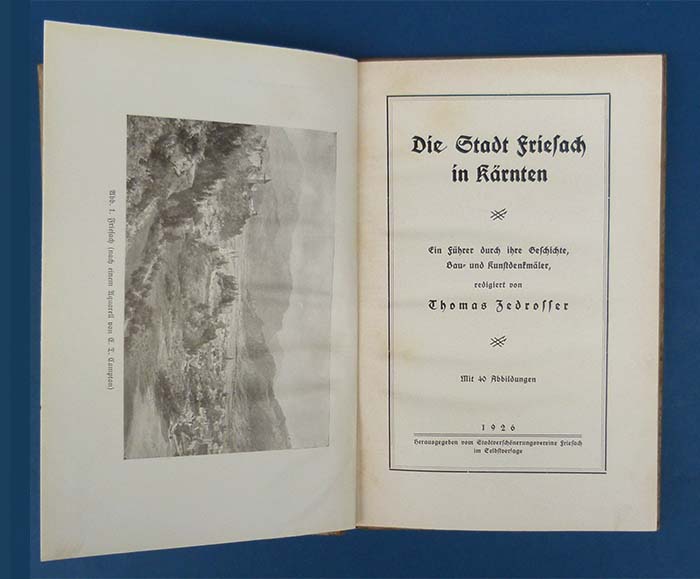 Abb. 1. Friesach (nach einem Aquarell von E. T. Compton)
Die Stadt Friesach
in Kärnten
Ein Führer durch ihre Geschichte,
Bau- und Kunstdenkmäler,
redigiert von
Thomas Zedrosser
Mit 40 Abbildungen
1926
Herausgegeben vom Stadtverschönerungsvereine Friesach
im Selbstverlage